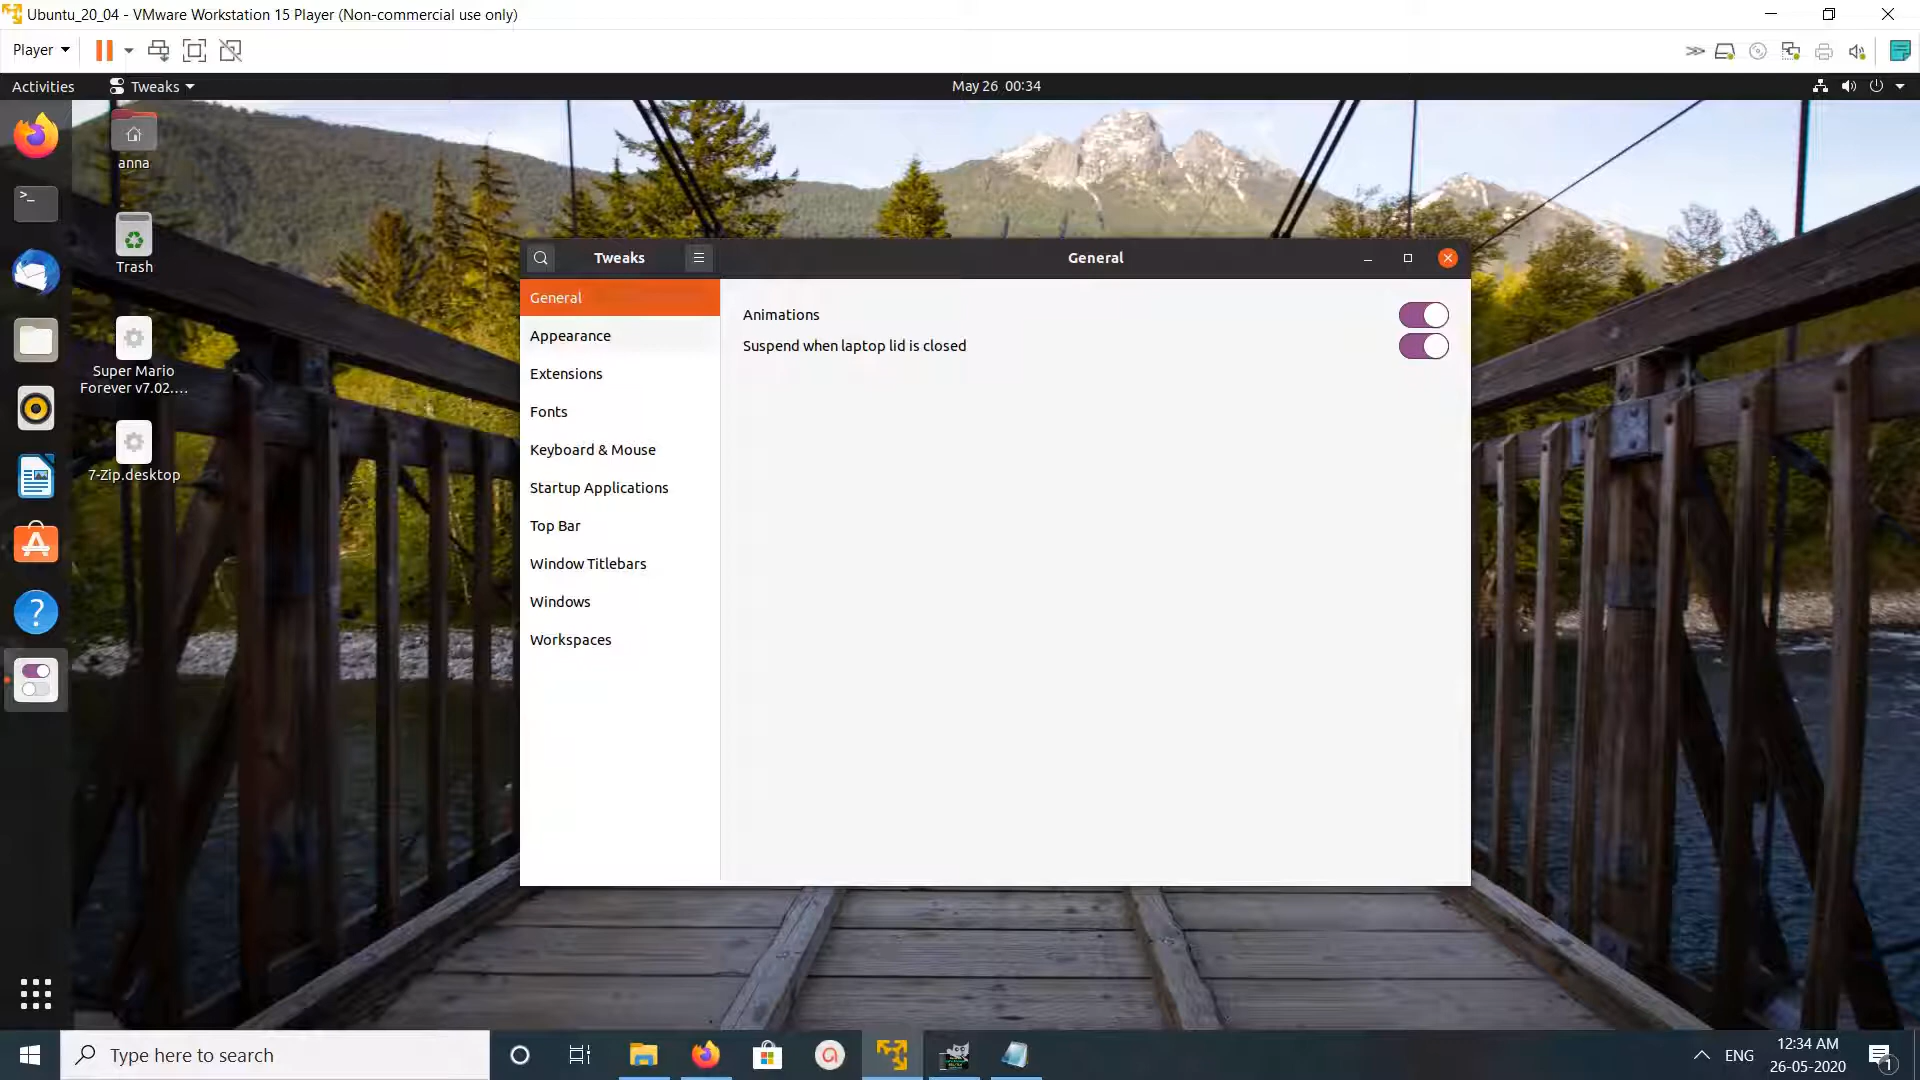 Ubuntu_20_04 - VMware Workstation 15 Player (Non-commercial use only)
Player
Activities
Tweaks
May 26 00:34
anna
Trash
Super Mario
Forever v7.02....
7-Zip.desktop
Tweaks
General
General
Appearance
Extensions
Fonts
Keyboard & Mouse
Startup Applications
Top Bar
Window Titlebars
Windows
Workspaces
Animations
Suspend when laptop lid is closed
Type here to search
ENG
12:34 AM
26-05-2020
1